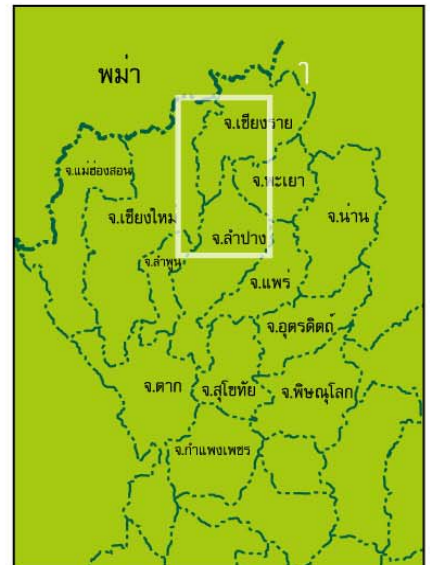 พม่า
า
จ.เชียงราย
จ.แม่ฮ่องสอน
จ.พะเยา
จ.เชียงใหม่
จ.น่าน
จ.ลำปาง
จ.ลำพูน
จ.แพร่
จ.อุตรดิตถ์
จ.ตาก
จ.สุโขทัย
จ.พิษณุโลก
จ.กำแพงเพชร